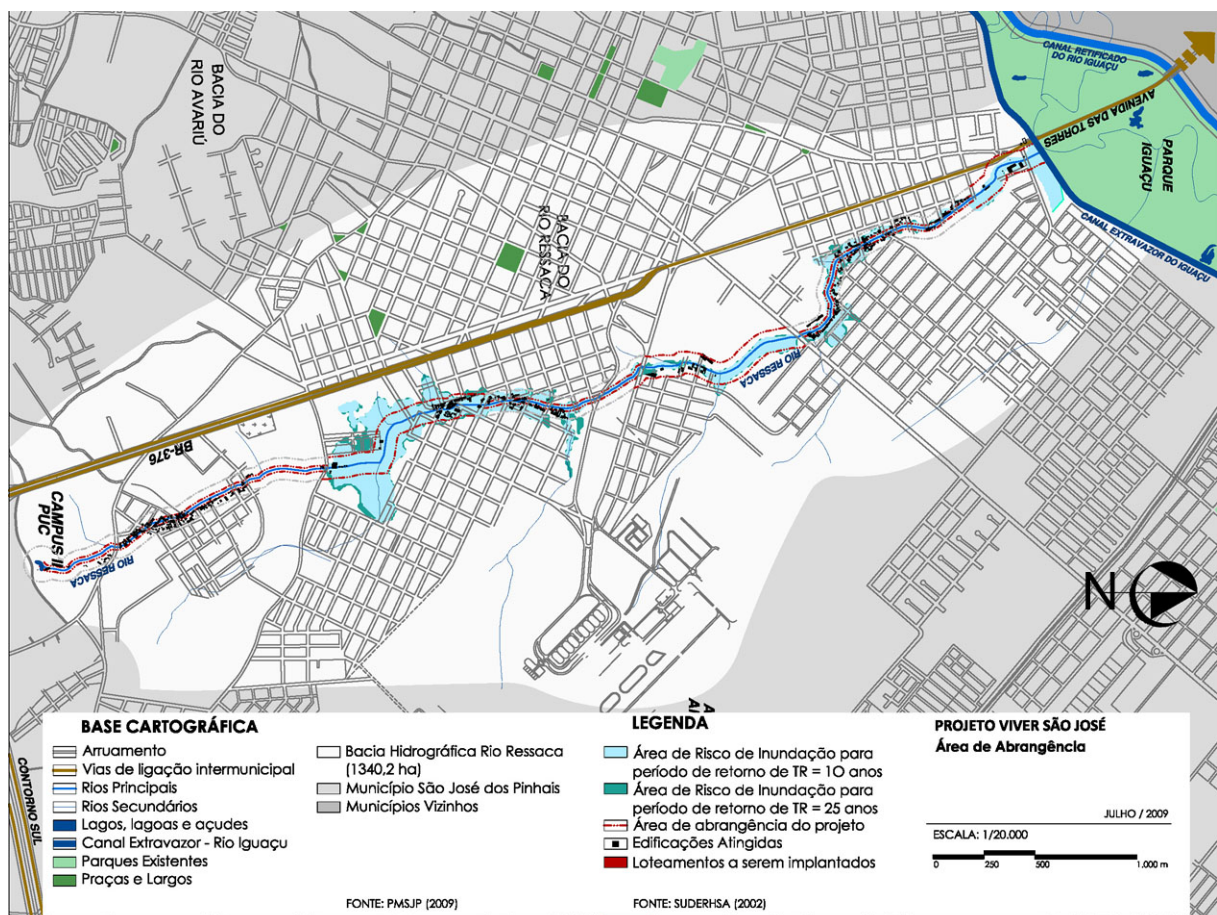 BACIA DO
RIO AVARIÚ
CANAL RETIFICADO
DO RIO IGUAÇU
AVENIDA DAS TORRES
PARQUE
IGUAÇU
CANAL EXTRAVAZOR DO IGUAÇU
BACIA DO
RIO RESSACA
RIO RESSACA
BR-376
CAMPUS II
PUC
RIO RESSACA
N
CONTORNO SUL
BASE CARTOGRÁFICA
Arruamento
Vias de ligação intermunicipal
Rios Principais
Rios Secundários
Lagos, lagoas e açudes
Canal Extravazor - Rio Iguaçu
Parques Existentes
Praças e Largos
Bacia Hidrográfica Rio Ressaca
(1340,2 ha)
Município São José dos Pinhais
Municípios Vizinhos
FONTE: PMSJP (2009)
LEGENDA
Área de Risco de Inundação para
período de retorno de TR = 10 anos
Área de Risco de Inundação para
período de retorno de TR = 25 anos
Área de abrangência do projeto
Edificações Atingidas
Loteamentos a serem implantados
FONTE: SUDERHSA (2002)
PROJETO VIVER SÃO JOSÉ
Área de Abrangência
JULHO / 2009
ESCALA: 1/20.000
0 250 500 1.000 m